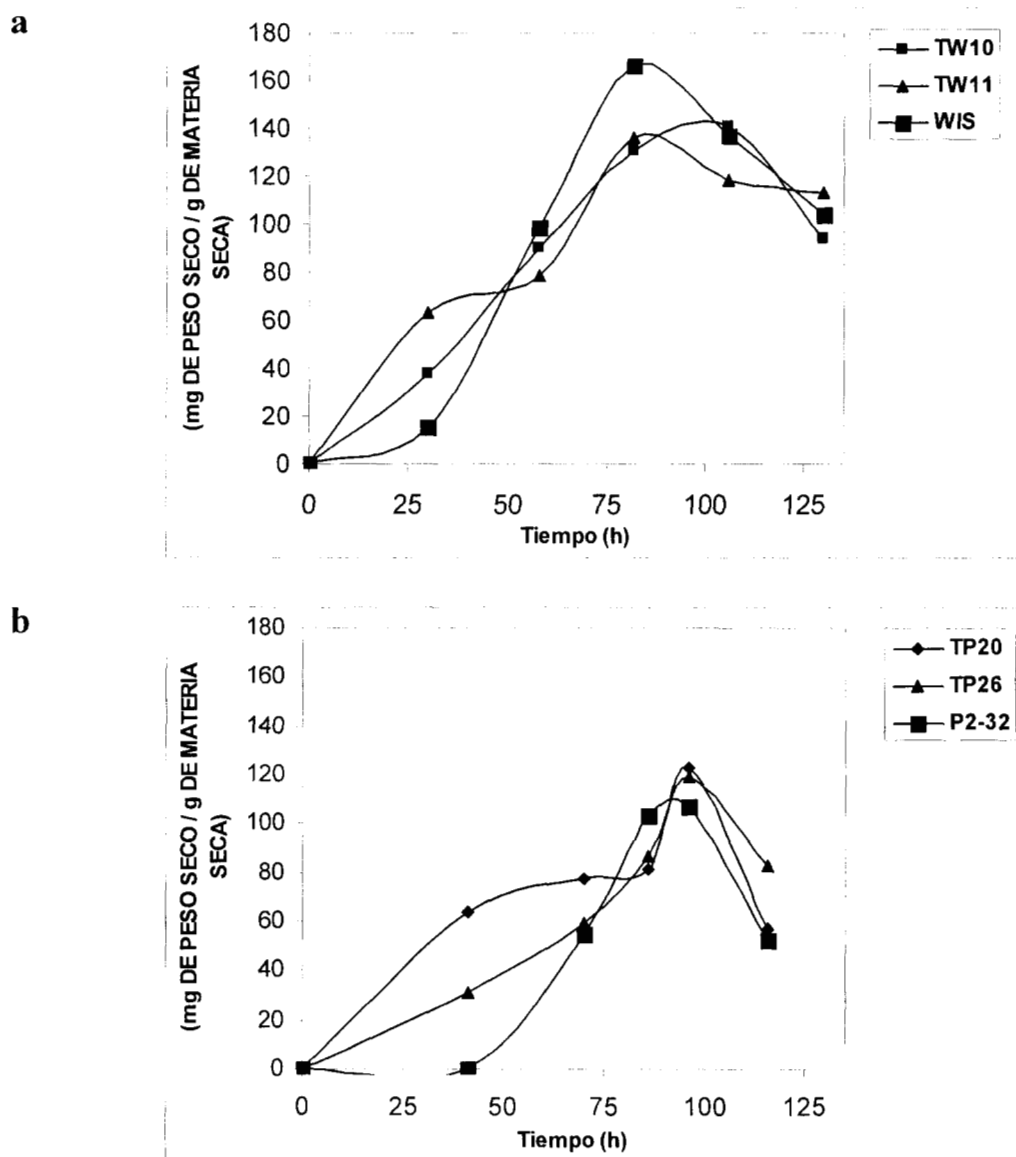 a
(mg DE PESO SECO / g DE MATERIA
SECA)
180
160
140
120
100
80
60
40
20
0
0 25 50 75 100 125
Tiempo (h)
TW10
TW11
WIS
b
(mg DE PESO SECO / g DE MATERIA
SECA)
180
160
140
120
100
80
60
40
20
0
0 25 50 75 100 125
Tiempo (h)
TP20
TP26
P2-32